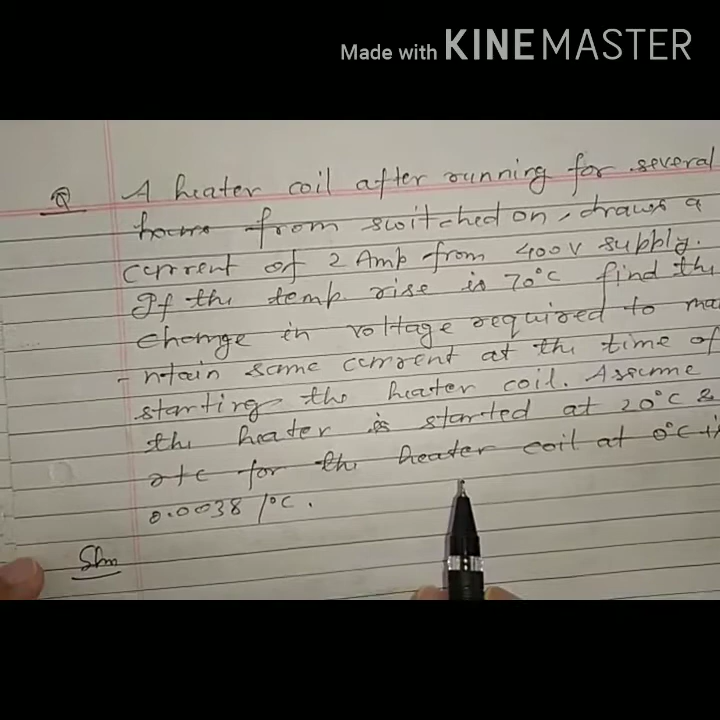 Made with KINEMASTER
Q A heater coil after running for several
hours from switched on, draws a
current of 2 Amp from 400V supply.
If the temp. rise is 70°C find the
change in voltage required to mai
-ntain same current at the time of
starting the heater coil. Assume
the heater is started at 20°C &
rtc for the heater coil at 0°C i
0.0038 /°C.
Sln